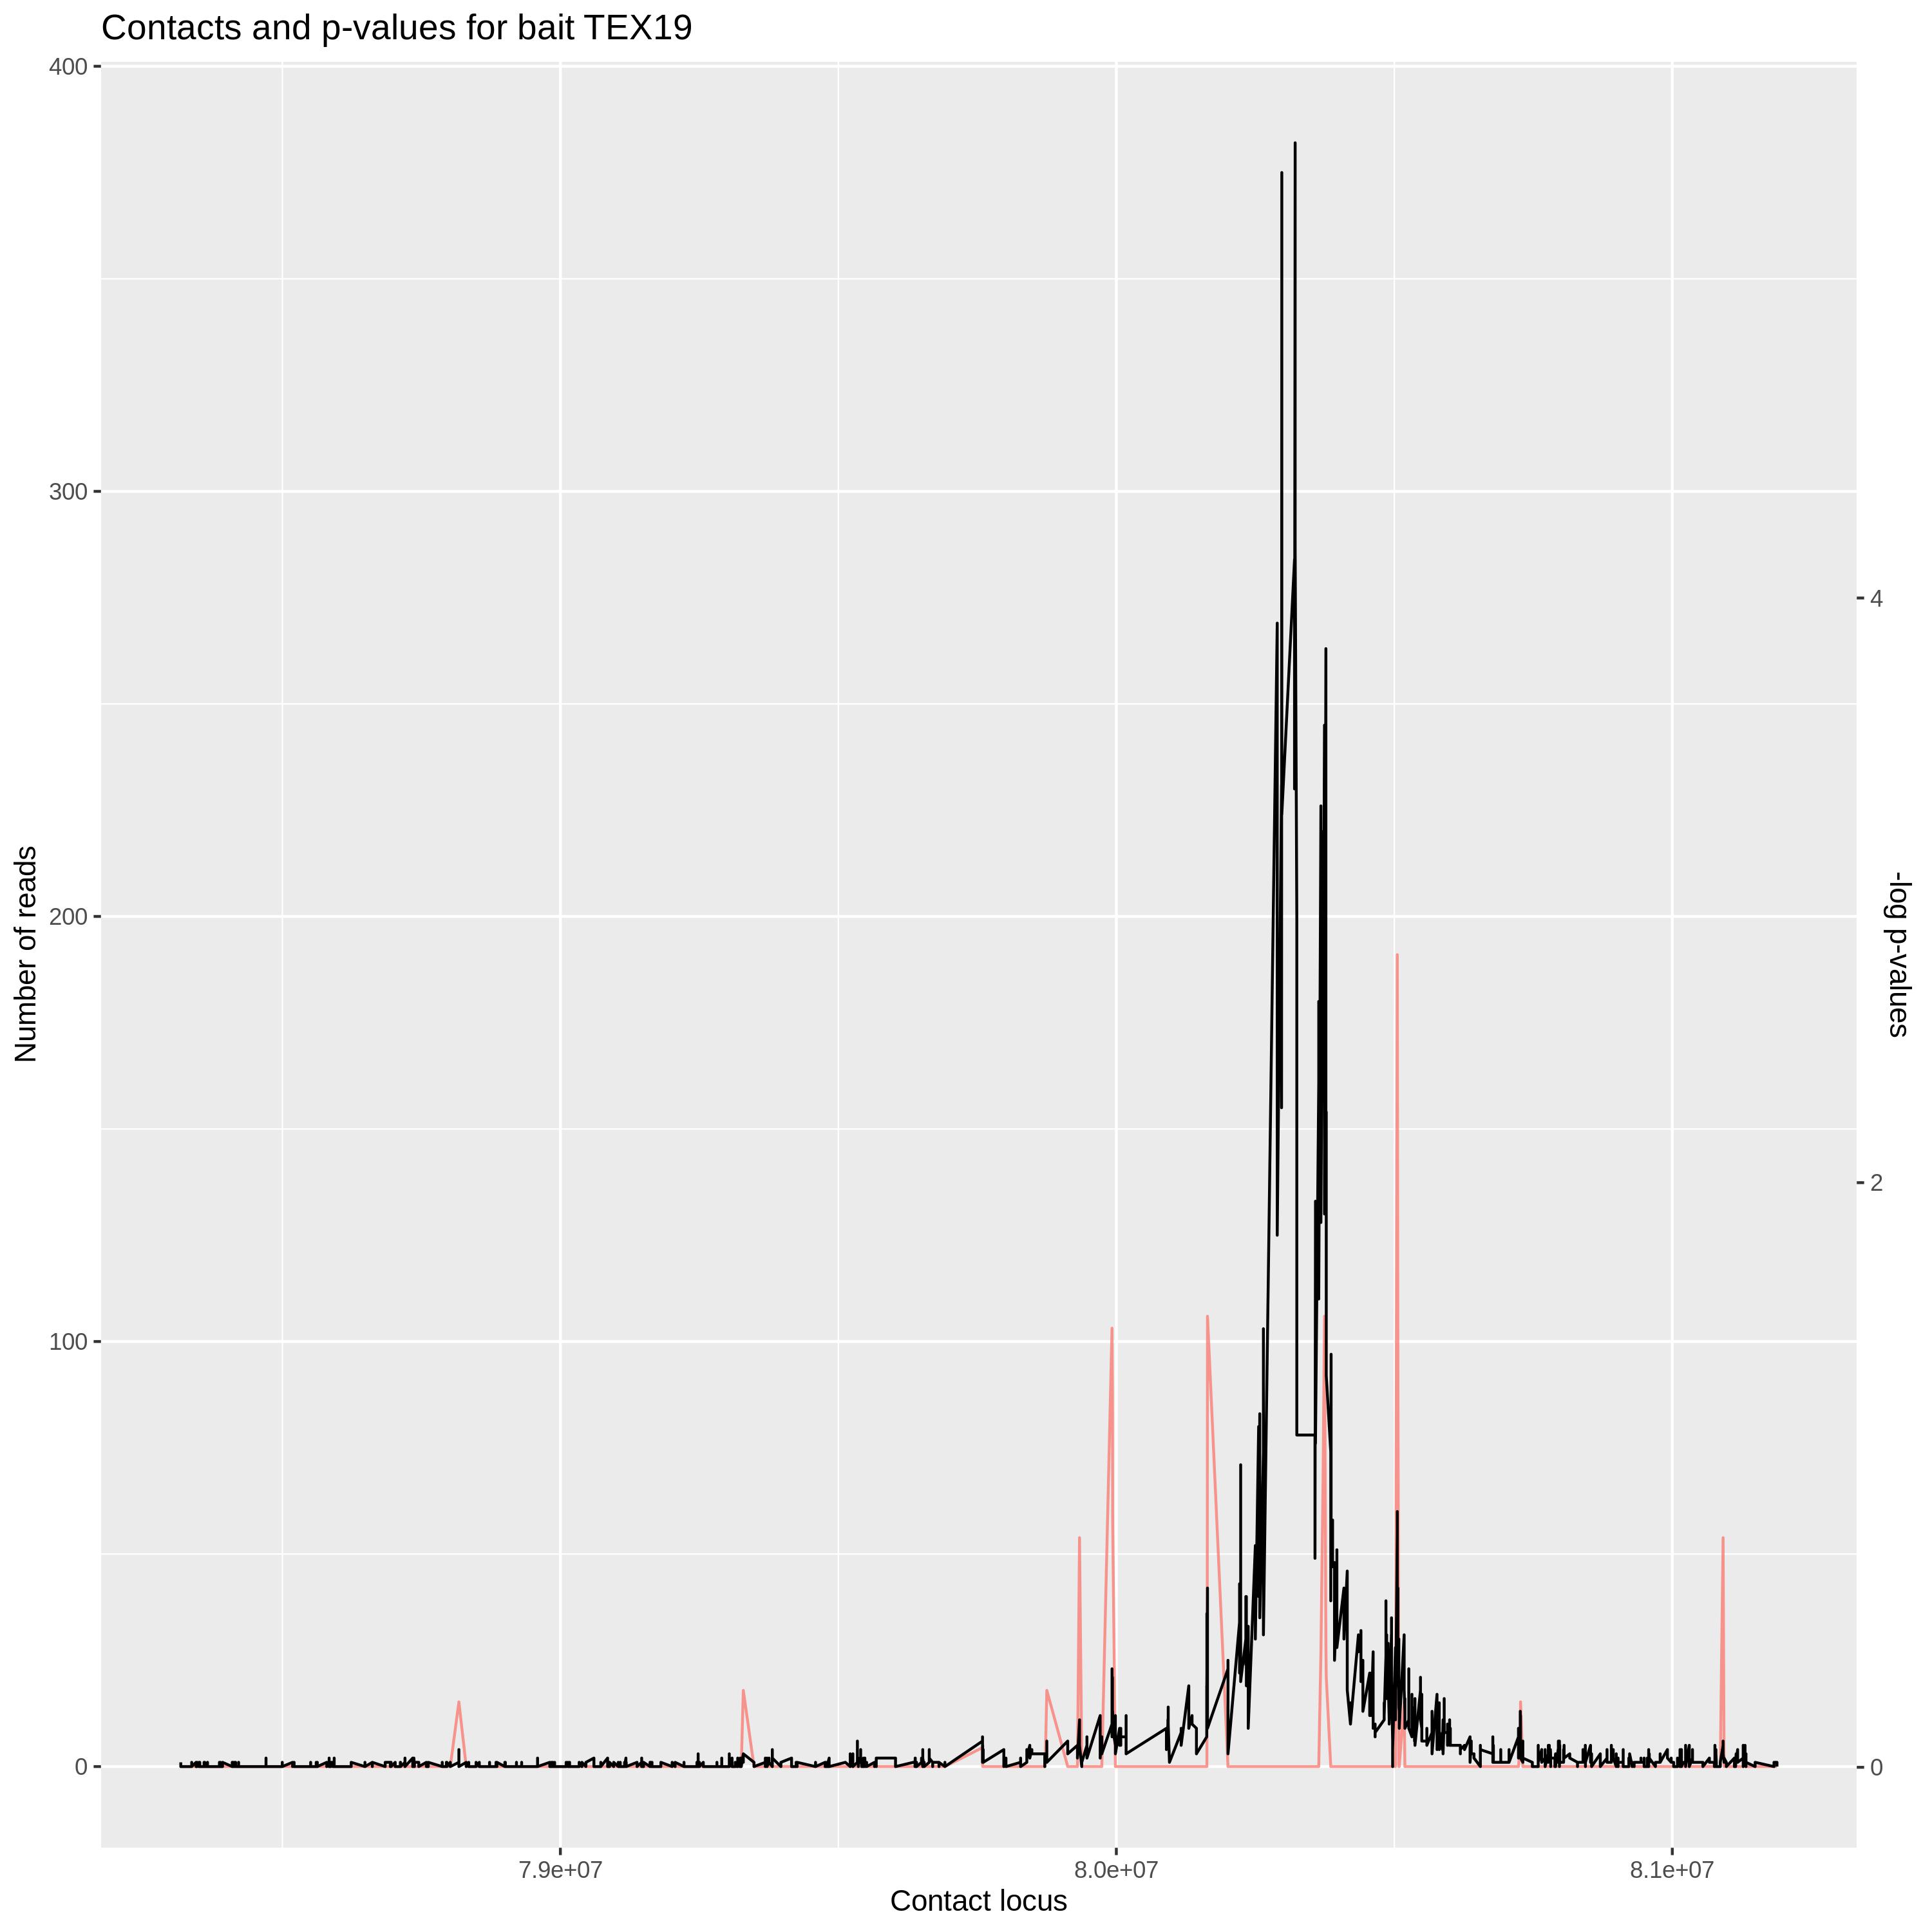 Contacts and p-values for bait TEX19
400
300
200
100
0
Number of reads
4
2
0
-log p-values
7.9e+07
8.0e+07
8.1e+07
Contact locus